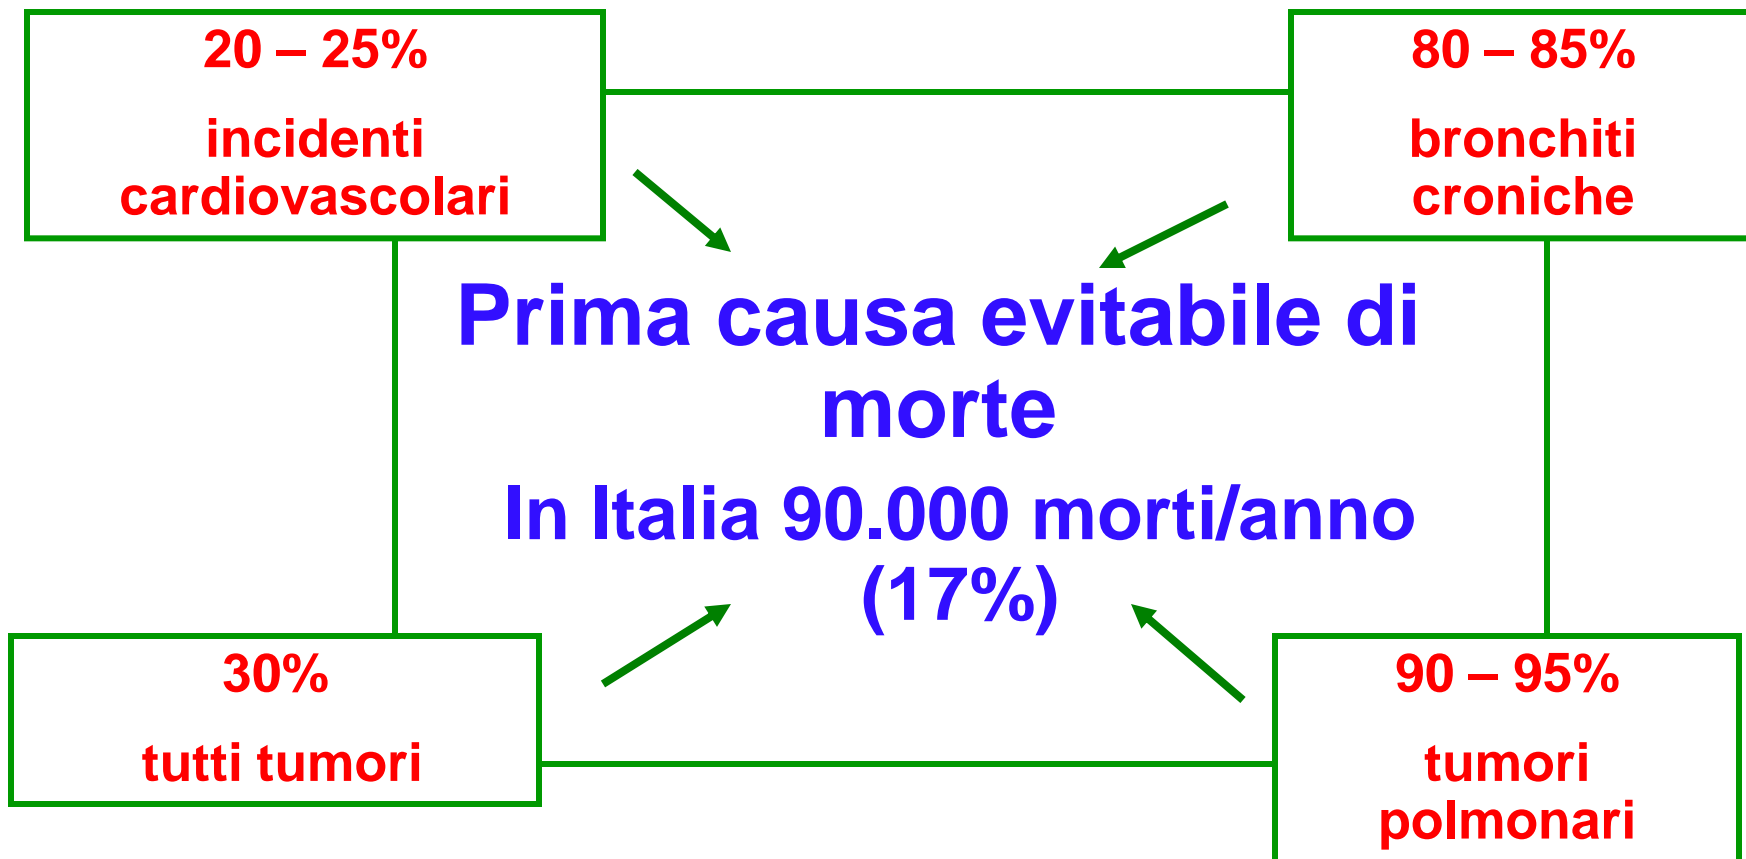 20 – 25%
incidenti
cardiovascolari
80 – 85%
bronchiti
croniche
Prima causa evitabile di
morte
In Italia 90.000 morti/anno
(17%)
30%
tutti tumori
90 – 95%
tumori
polmonari